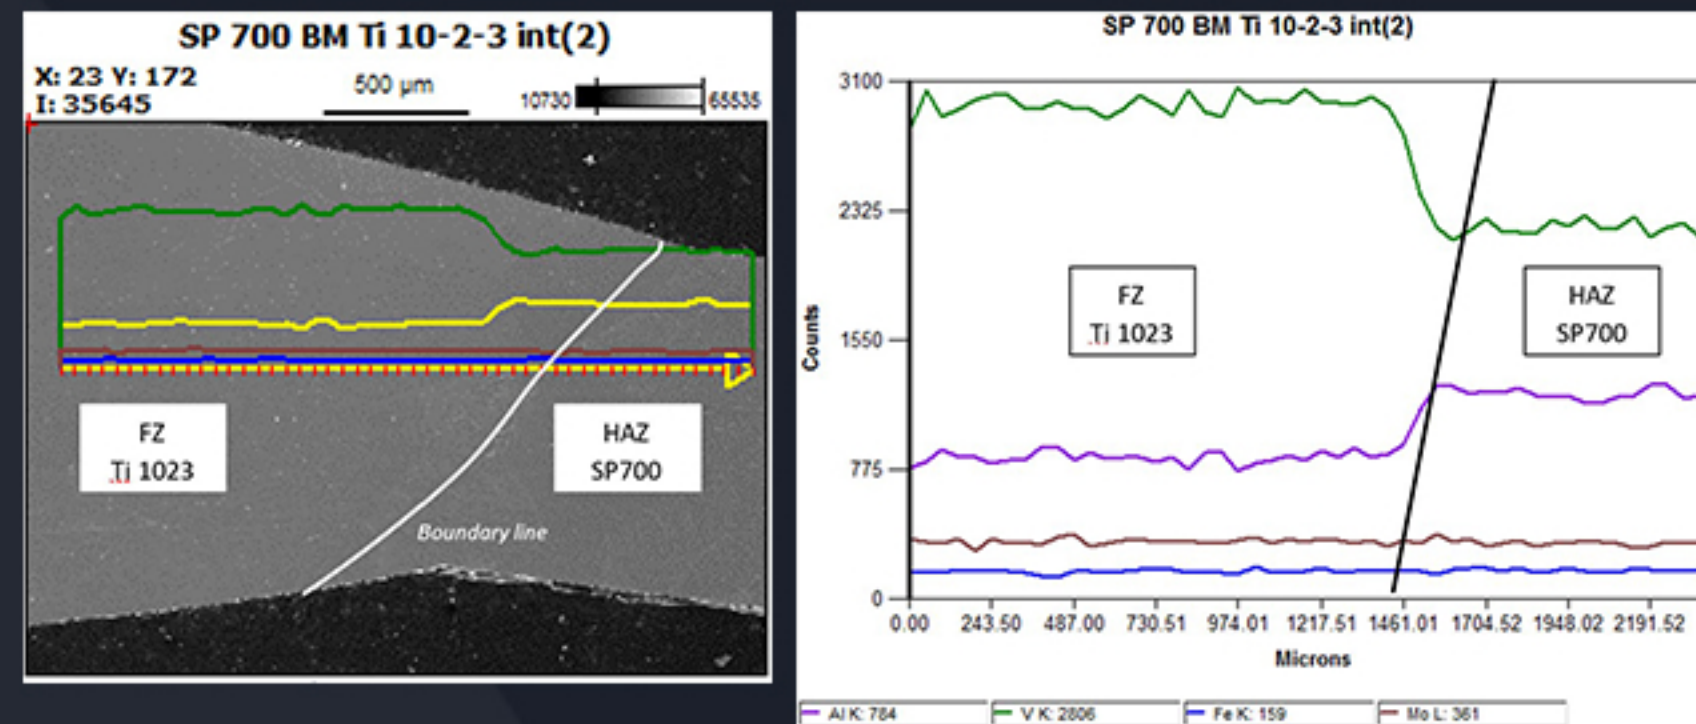 SP 700 BM Ti 10-2-3 int(2)
X: 23 Y: 172
I: 35645
500 µm
10730
65535
FZ
Ti 1023
HAZ
SP700
Boundary line
SP 700 BM Ti 10-2-3 int(2)
3100
2325
1550
775
0
Counts
FZ
Ti 1023
HAZ
SP700
0.00 243.50 487.00 730.51 974.01 1217.51 1461.01 1704.52 1948.02 2191.52
Microns
Al K: 784 V K: 2806 Fe K: 159 Mo L: 361